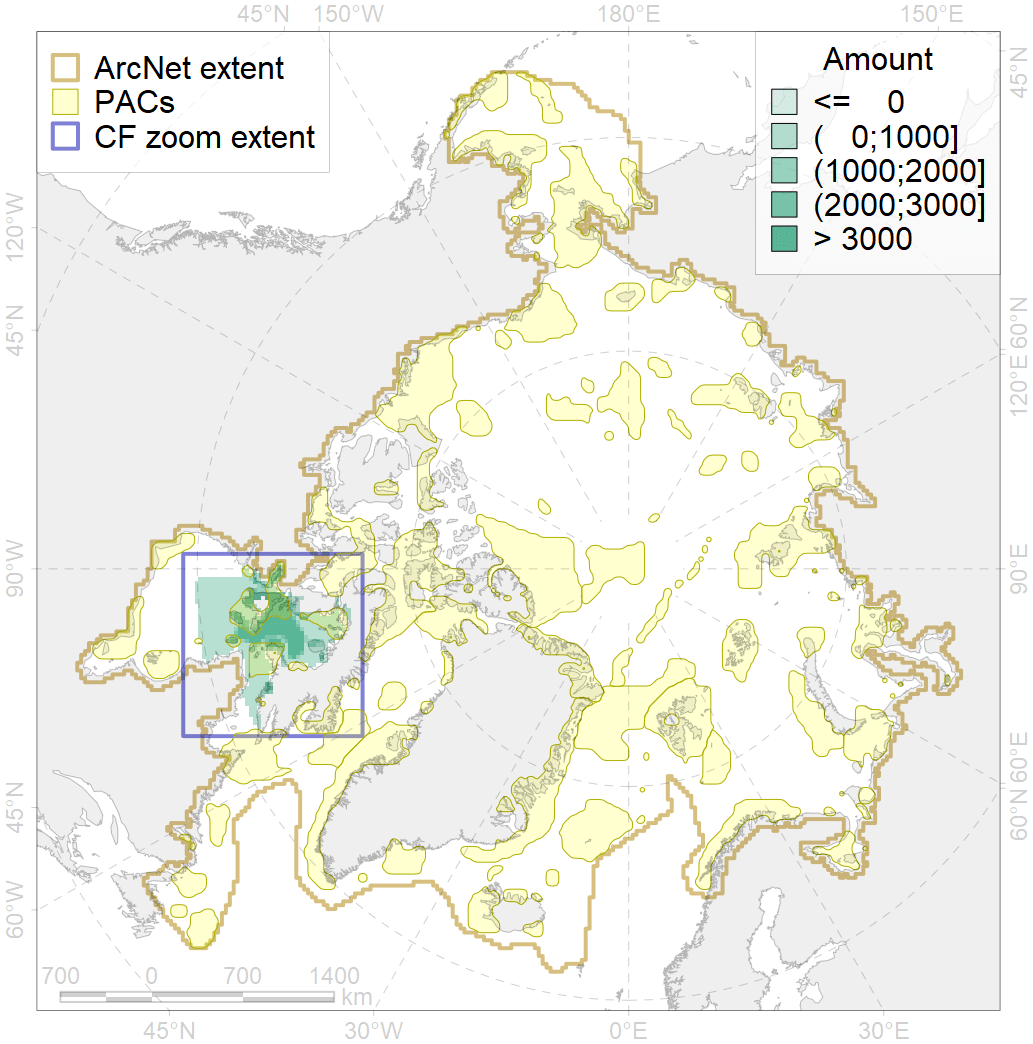 45°N 150°W 180°E 150°E
ArcNet extent
PACs
CF zoom extent
Amount
<= 0
( 0;1000]
(1000;2000]
(2000;3000]
> 3000
45°N
120°W
45°N
60°N
120°E
90°W
90°E
45°N
60°E
60°N
60°W
700 0 700 1400
km
45°N 30°W 0°E 30°E